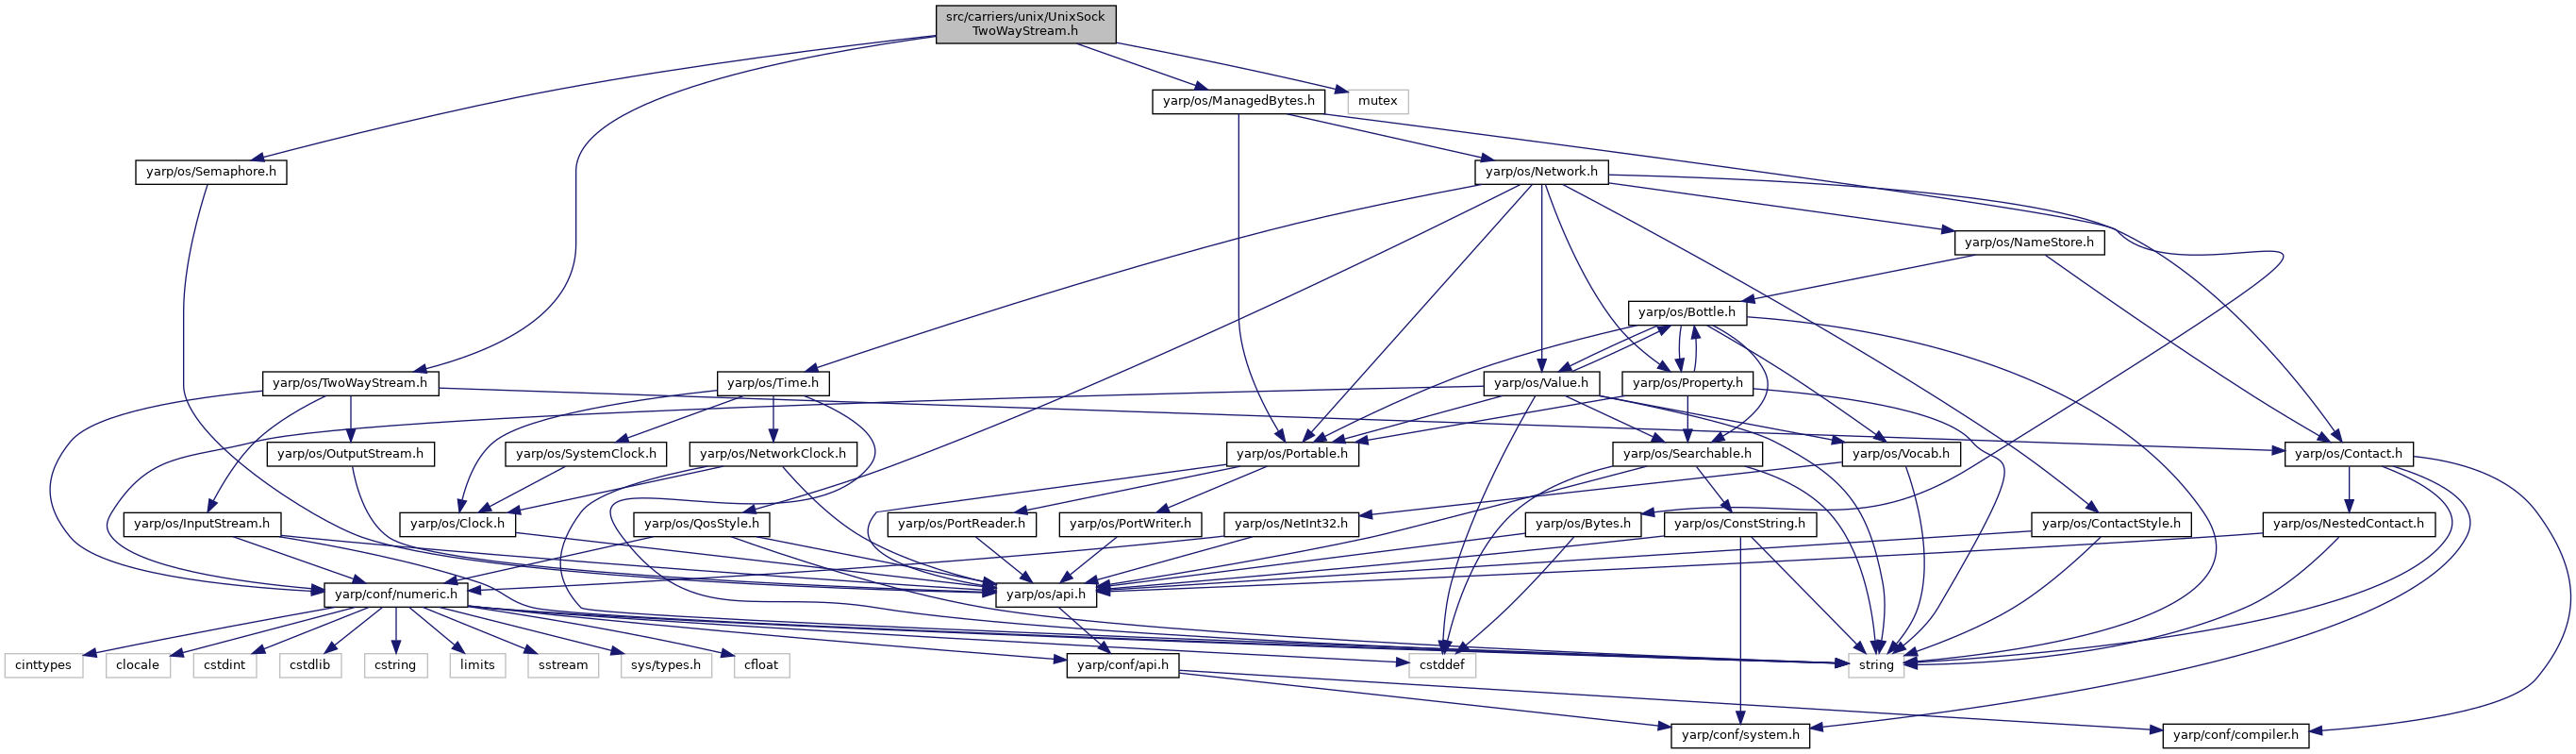 src/carriers/unix/UnixSock
TwoWayStream.h
yarp/os/ManagedBytes.h
mutex
yarp/os/Semaphore.h
yarp/os/Network.h
yarp/os/NameStore.h
yarp/os/Bottle.h
yarp/os/TwoWayStream.h
yarp/os/Time.h
yarp/os/Value.h
yarp/os/Property.h
yarp/os/OutputStream.h
yarp/os/SystemClock.h
yarp/os/NetworkClock.h
yarp/os/Portable.h
yarp/os/Searchable.h
yarp/os/Vocab.h
yarp/os/Contact.h
yarp/os/InputStream.h
yarp/os/Clock.h
yarp/os/QosStyle.h
yarp/os/PortReader.h
yarp/os/PortWriter.h
yarp/os/NetInt32.h
yarp/os/Bytes.h
yarp/os/ConstString.h
yarp/os/ContactStyle.h
yarp/os/NestedContact.h
yarp/conf/numeric.h
yarp/os/api.h
cinttypes
clocale
cstdint
cstdlib
cstring
limits
sstream
sys/types.h
cfloat
yarp/conf/api.h
cstddef
string
yarp/conf/system.h
yarp/conf/compiler.h